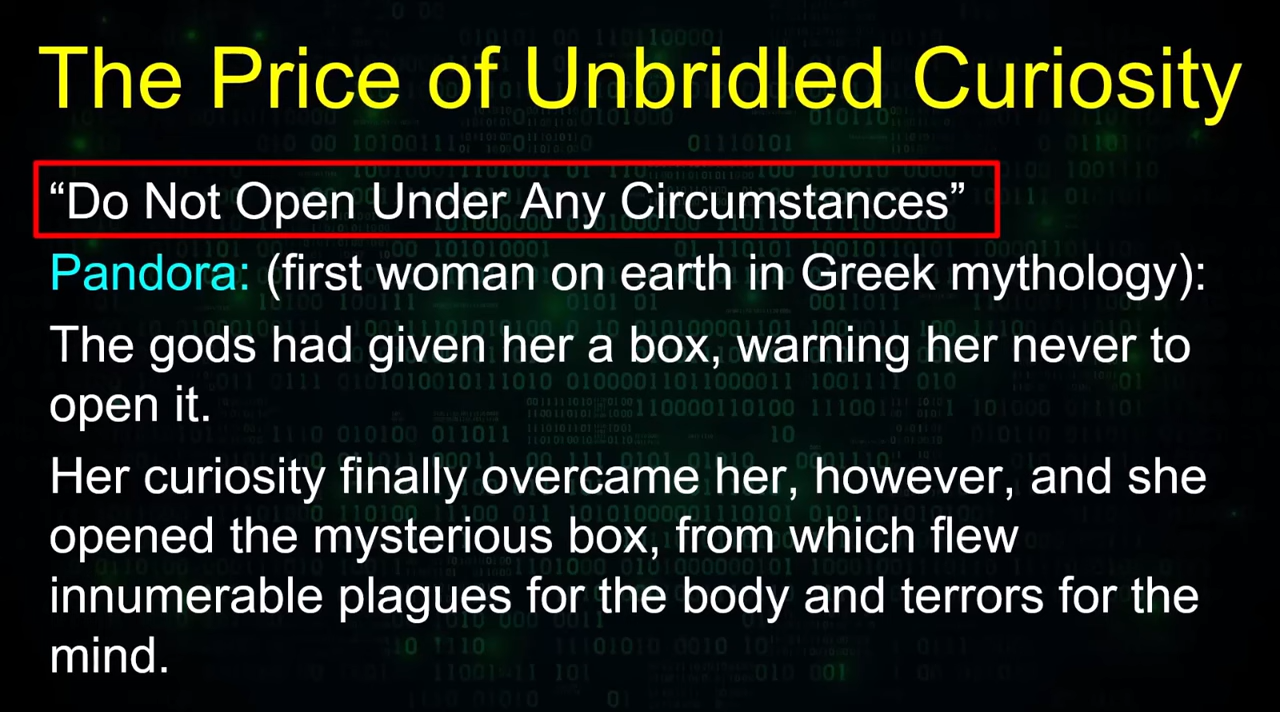 The Price of Unbridled Curiosity
“Do Not Open Under Any Circumstances”
Pandora: (first woman on earth in Greek mythology):
The gods had given her a box, warning her never to
open it.
Her curiosity finally overcame her, however, and she
opened the mysterious box, from which flew
innumerable plagues for the body and terrors for the
mind.